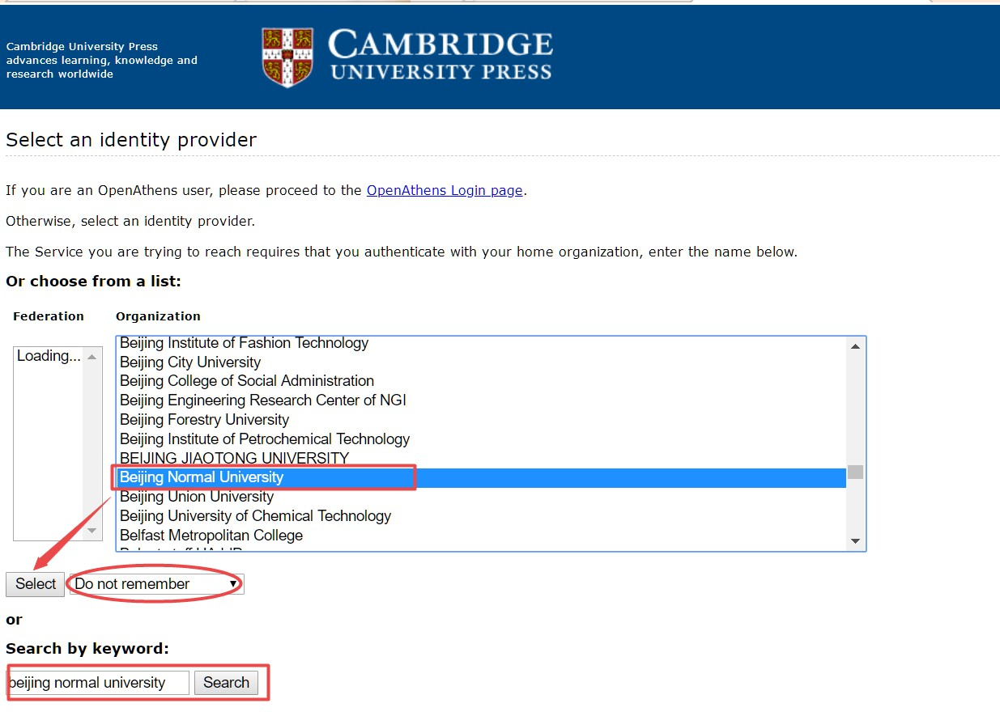 Cambridge University Press
advances learning, knowledge and
research worldwide
CAMBRIDGE
UNIVERSITY PRESS
Select an identity provider
If you are an OpenAthens user, please proceed to the OpenAthens Login page.
Otherwise, select an identity provider.
The Service you are trying to reach requires that you authenticate with your home organization, enter the name below.
Or choose from a list:
Federation Organization
Loading...
Beijing Institute of Fashion Technology
Beijing City University
Beijing College of Social Administration
Beijing Engineering Research Center of NGI
Beijing Forestry University
Beijing Institute of Petrochemical Technology
BEIJING JIAOTONG UNIVERSITY
Beijing Normal University
Beijing Union University
Beijing University of Chemical Technology
Belfast Metropolitan College
Select Do not remember
or
Search by keyword:
beijing normal university Search